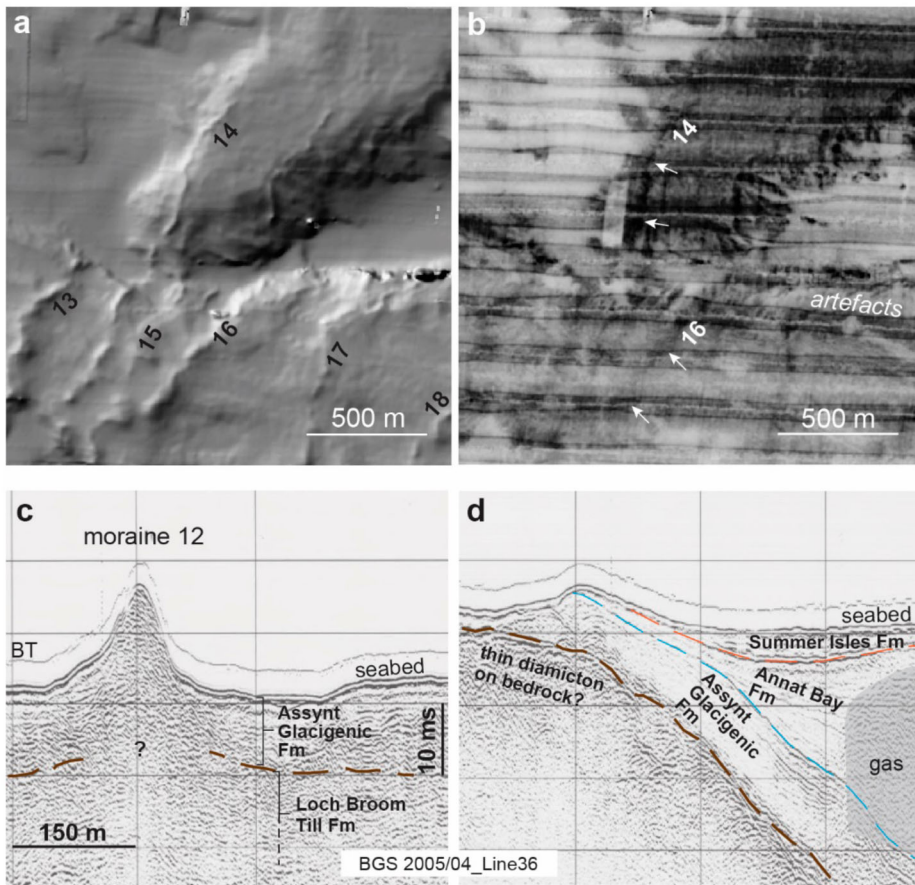 a
14
13
15
16
17
18
500 m
b
14
artefacts
16
500 m
c
moraine 12
BT
seabed
Assynt
Glacigenic
Fm
?
10 ms
Loch Broom
Till Fm
150 m
d
seabed
Summer Isles Fm
thin diamicton
on bedrock?
Annat Bay
Fm
Assynt
Glacigenic
Fm
gas
BGS 2005/04_Line36